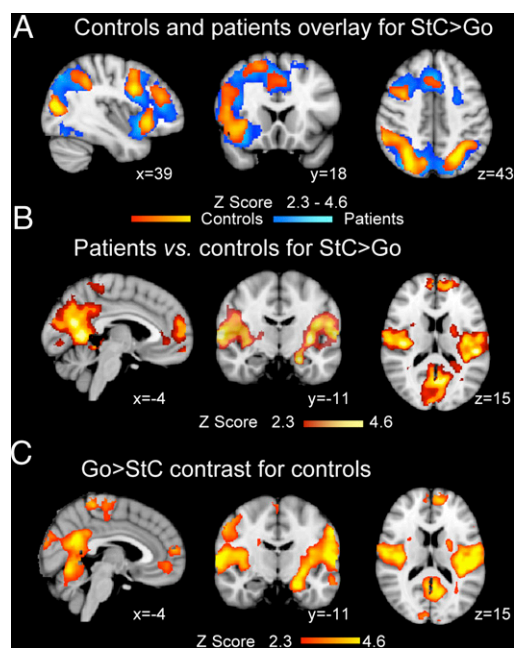 A Controls and patients overlay for StC>Go
x=39 y=18 z=43
Z Score 2.3 - 4.6
Controls Patients
B
Patients vs. controls for StC>Go
x=-4 y=-11 z=15
Z Score 2.3 4.6
C
Go>StC contrast for controls
x=-4 y=-11 z=15
Z Score 2.3 4.6